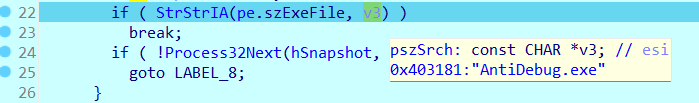 22 if ( StrStrIA(pe.szExeFile, v3) )
23 break;
24 if ( !Process32Next(hSnapshot,
25 goto LABEL_8;
26 }
pszSrch: const CHAR *v3; // esi
0x403181:"AntiDebug.exe"